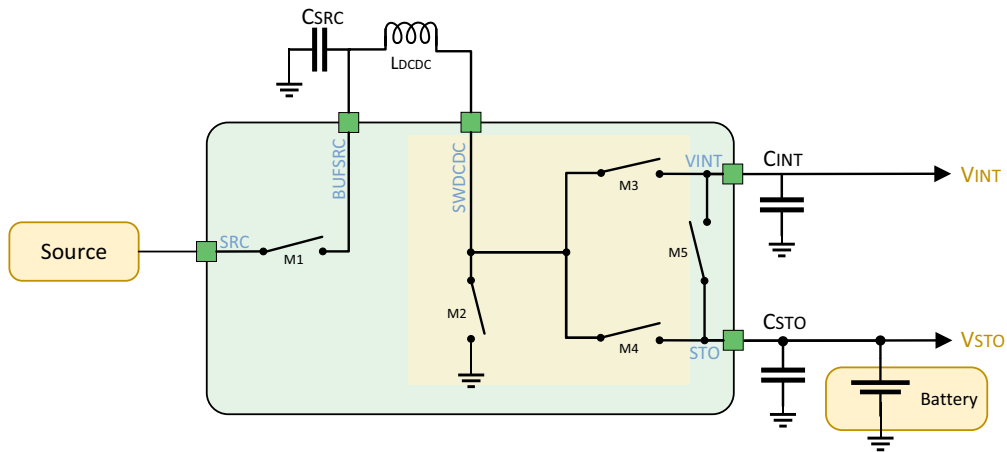 CSRC
LDCDC
BUFSRC
SWDCDC
M3
VINT
CINT
VINT
Source
SRC
M1
M5
M2
M4
STO
CSTO
VSTO
Battery